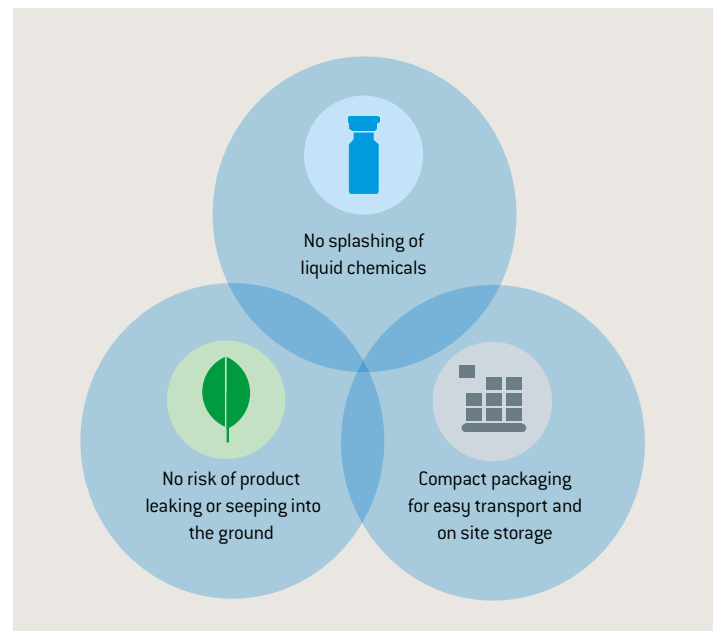 No splashing of
liquid chemicals
No risk of product
leaking or seeping into
the ground
Compact packaging
for easy transport and
on site storage